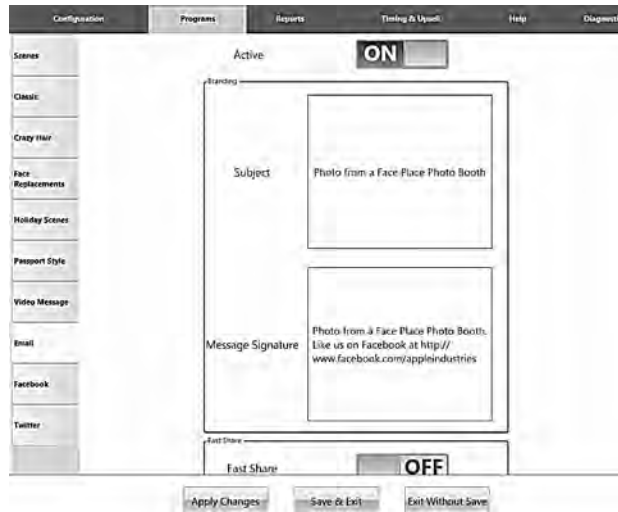 Configuration Programs Reports Timing & Upsell Help Diagnosti
Scenes
Active ON
Classic
Branding
Crazy Hair
Face
Replacements
Subject
Photo from a Face Place Photo Booth
Holiday Scenes
Passport Style
Video Message
Email
Message Signature
Photo from a Face Place Photo Booth.
Like us on Facebook at http://
www.facebook.com/appleindustries
Facebook
Twitter
Fast Share
Fast Share OFF
Apply Changes Save & Exit Exit Without Save